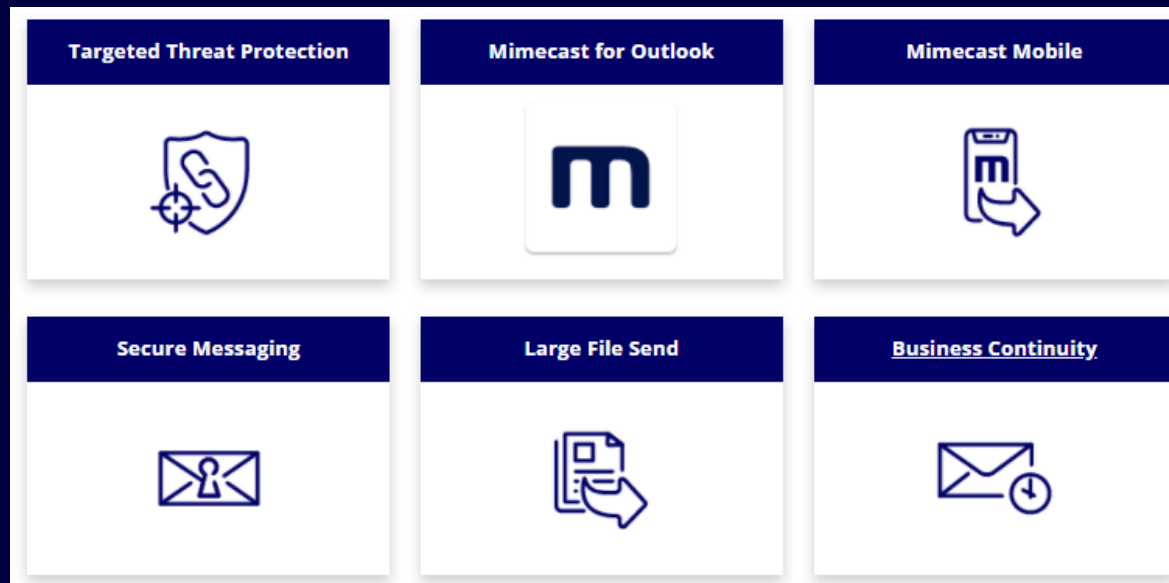 Targeted Threat Protection
Mimecast for Outlook
Mimecast Mobile
m
m
Secure Messaging
Large File Send
Business Continuity